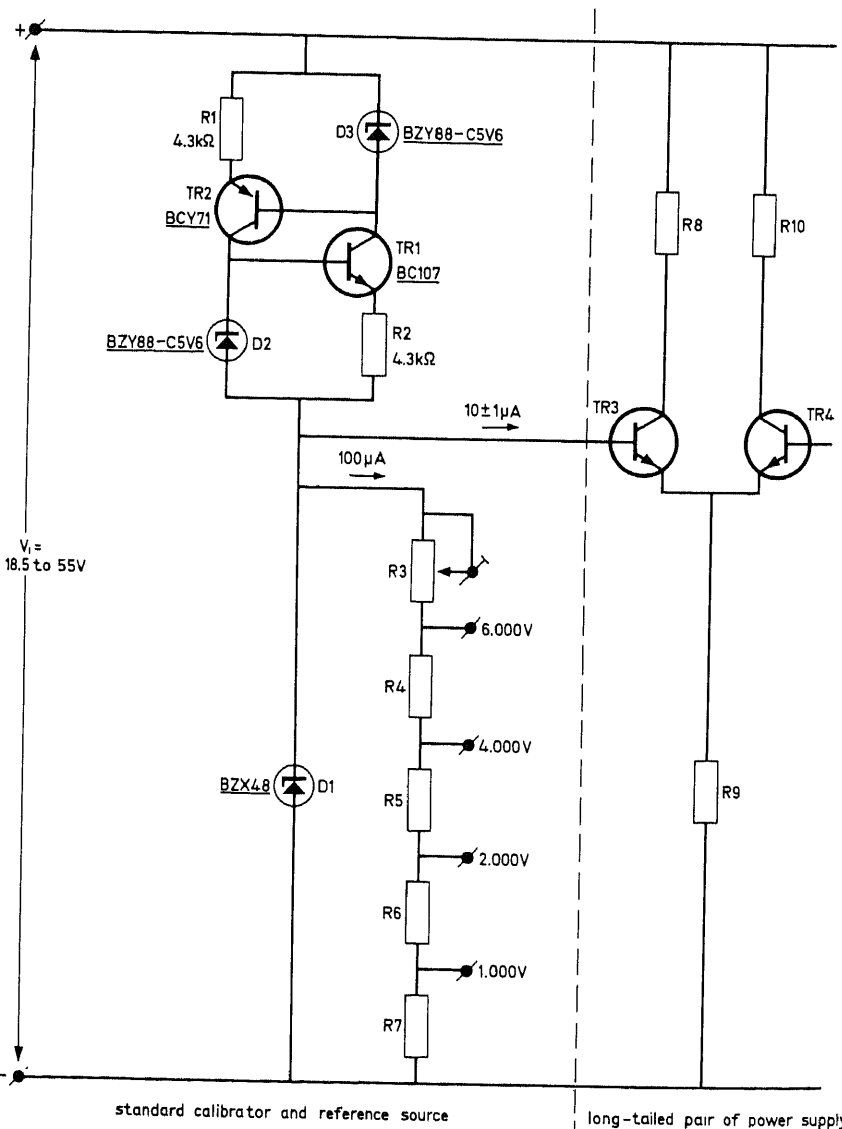 +
R1
4.3kΩ
D3
BZY88-C5V6
TR2
BCY71
TR1
BC107
R8
R10
BZY88-C5V6
D2
R2
4.3kΩ
10±1µA
TR3
TR4
100µA
V₁=
18.5 to 55V
R3
6.000V
R4
4.000V
BZX48
D1
R5
R9
2.000V
R6
1.000V
R7
-
standard calibrator and reference source
long-tailed pair of power supply